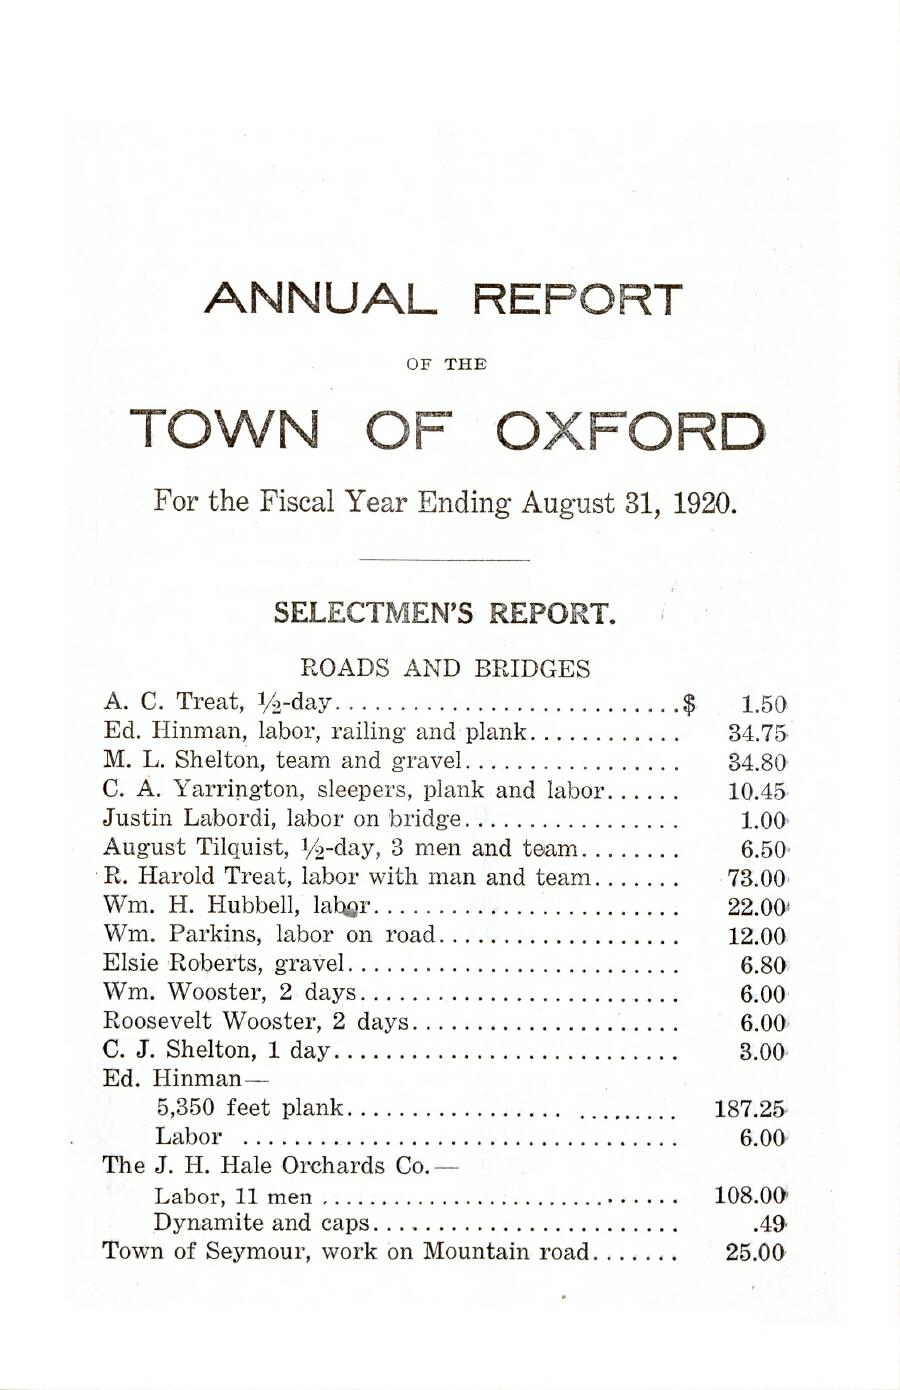 ANNUAL REPORT
OF THE
TOWN OF OXFORD
For the Fiscal Year Ending August 31, 1920.
SELECTMEN'S REPORT.
ROADS AND BRIDGES
A. C. Treat, ½-day...........................$ 1.50
Ed. Hinman, labor, railing and plank............ 34.75
M. L. Shelton, team and gravel................. 34.80
C. A. Yarrington, sleepers, plank and labor...... 10.45
Justin Labordi, labor on bridge................. 1.00
August Tilquist, ½-day, 3 men and team........ 6.50
R. Harold Treat, labor with man and team....... 73.00
Wm. H. Hubbell, labor........................ 22.00
Wm. Parkins, labor on road................... 12.00
Elsie Roberts, gravel.......................... 6.80
Wm. Wooster, 2 days......................... 6.00
Roosevelt Wooster, 2 days..................... 6.00
C. J. Shelton, 1 day........................... 3.00
Ed. Hinman—
5,350 feet plank................. ......... 187.25
Labor .................................. 6.00
The J. H. Hale Orchards Co.—
Labor, 11 men ............................ 108.00
Dynamite and caps........................ .49
Town of Seymour, work on Mountain road....... 25.00